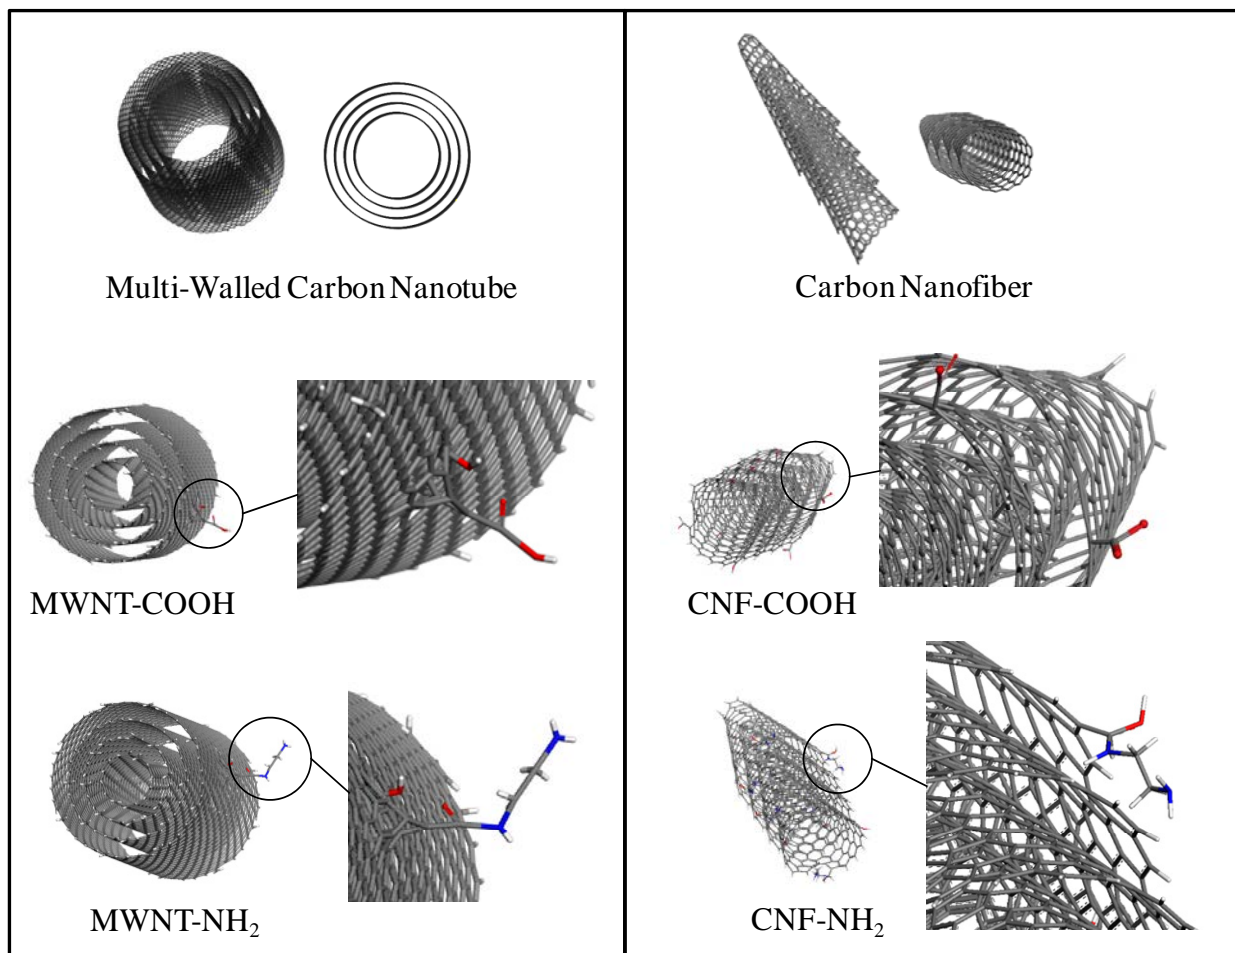 Multi-Walled Carbon Nanotube
Carbon Nanofiber
MWNT-COOH
CNF-COOH
MWNT-NH₂
CNF-NH₂